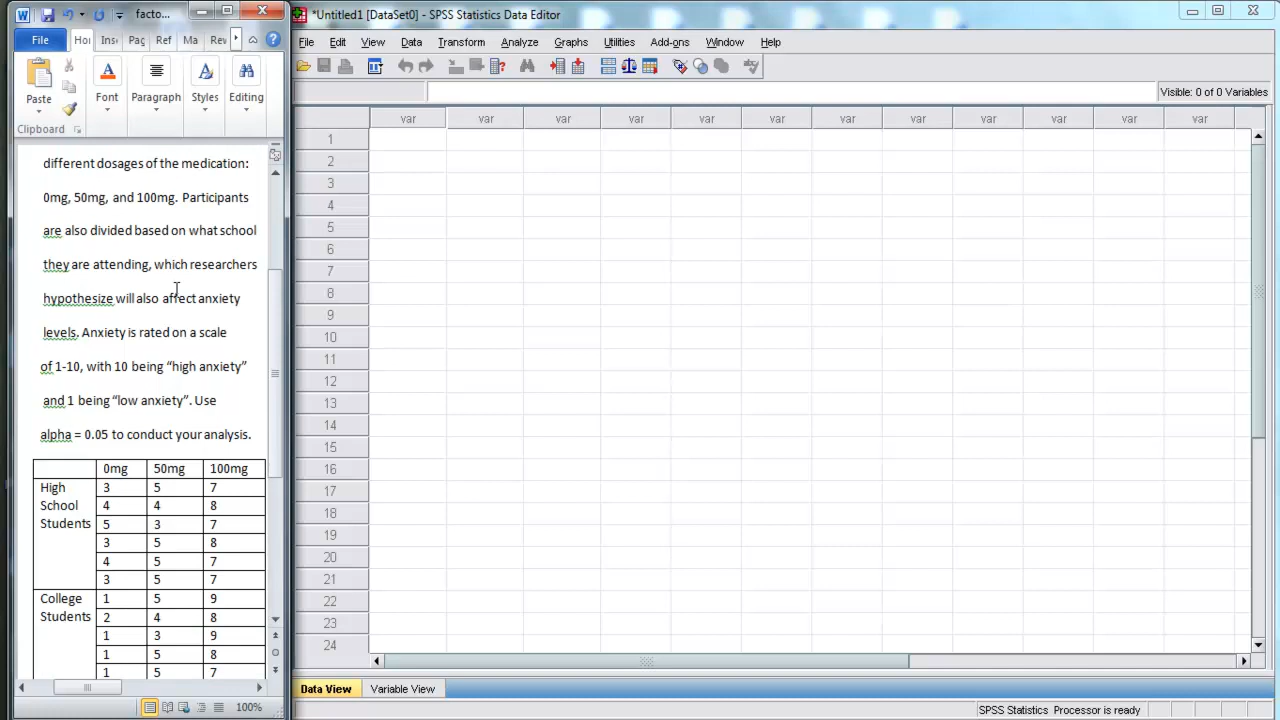 facto...
*Untitled1 [DataSet0] - SPSS Statistics Data Editor
File
Ins
Pag
Ref
Ma
Rev
File Edit View Data Transform Analyze Graphs Utilities Add-ons Window Help
Paste
Font
Paragraph
Styles
Editing
Clipboard
Visible: 0 of 0 Variables
different dosages of the medication:
0mg, 50mg, and 100mg. Participants
are also divided based on what school
they are attending, which researchers
hypothesize will also affect anxiety
levels. Anxiety is rated on a scale
of 1-10, with 10 being “high anxiety”
and 1 being “low anxiety”. Use
alpha = 0.05 to conduct your analysis.
0mg 50mg 100mg
High 3 5 7
School 4 4 8
Students 5 3 7
3 5 8
4 5 7
3 5 7
College 1 5 9
Students 2 4 8
1 3 9
1 5 8
1 5 7
100%
var var var var var var var var var var var var
1
2
3
4
5
6
7
8
9
10
11
12
13
14
15
16
17
18
19
20
21
22
23
24
Data View Variable View
SPSS Statistics Processor is ready